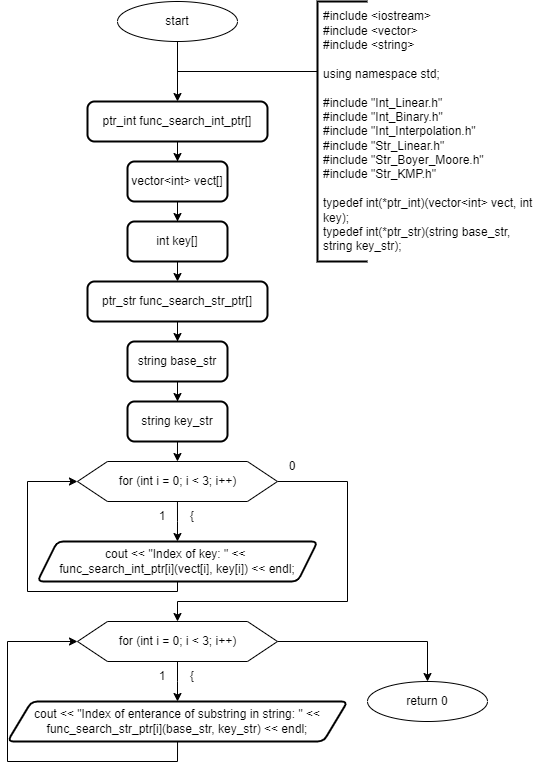 start
#include <iostream>
#include <vector>
#include <string>
using namespace std;
#include "Int_Linear.h"
#include "Int_Binary.h"
#include "Int_Interpolation.h"
#include "Str_Linear.h"
#include "Str_Boyer_Moore.h"
#include "Str_KMP.h"
typedef int(*ptr_int)(vector<int> vect, int
key);
typedef int(*ptr_str)(string base_str,
string key_str);
ptr_int func_search_int_ptr[]
vector<int> vect[]
int key[]
ptr_str func_search_str_ptr[]
string base_str
string key_str
for (int i = 0; i < 3; i++)
0
1 {
cout << "Index of key: " <<
func_search_int_ptr[i](vect[i], key[i]) << endl;
for (int i = 0; i < 3; i++)
1 {
return 0
cout << "Index of enterance of substring in string: " <<
func_search_str_ptr[i](base_str, key_str) << endl;